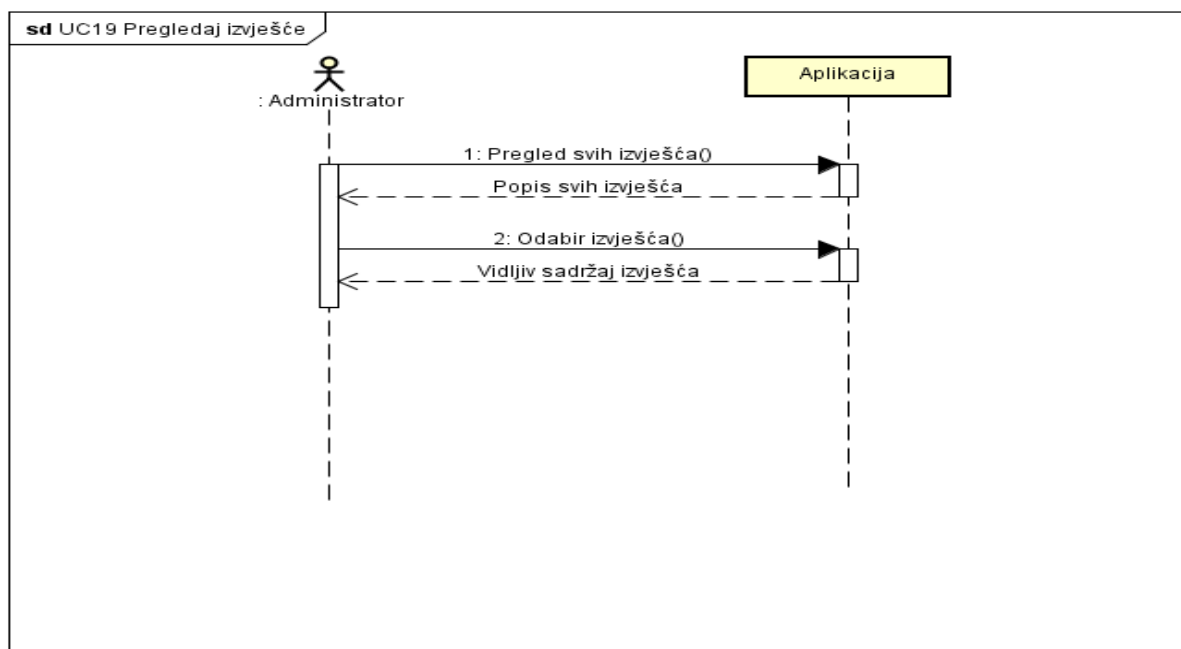 sd UC19 Pregledaj izvješće
: Administrator
Aplikacija
1: Pregled svih izvješća()
Popis svih izvješća
2: Odabir izvješća()
Vidljiv sadržaj izvješća